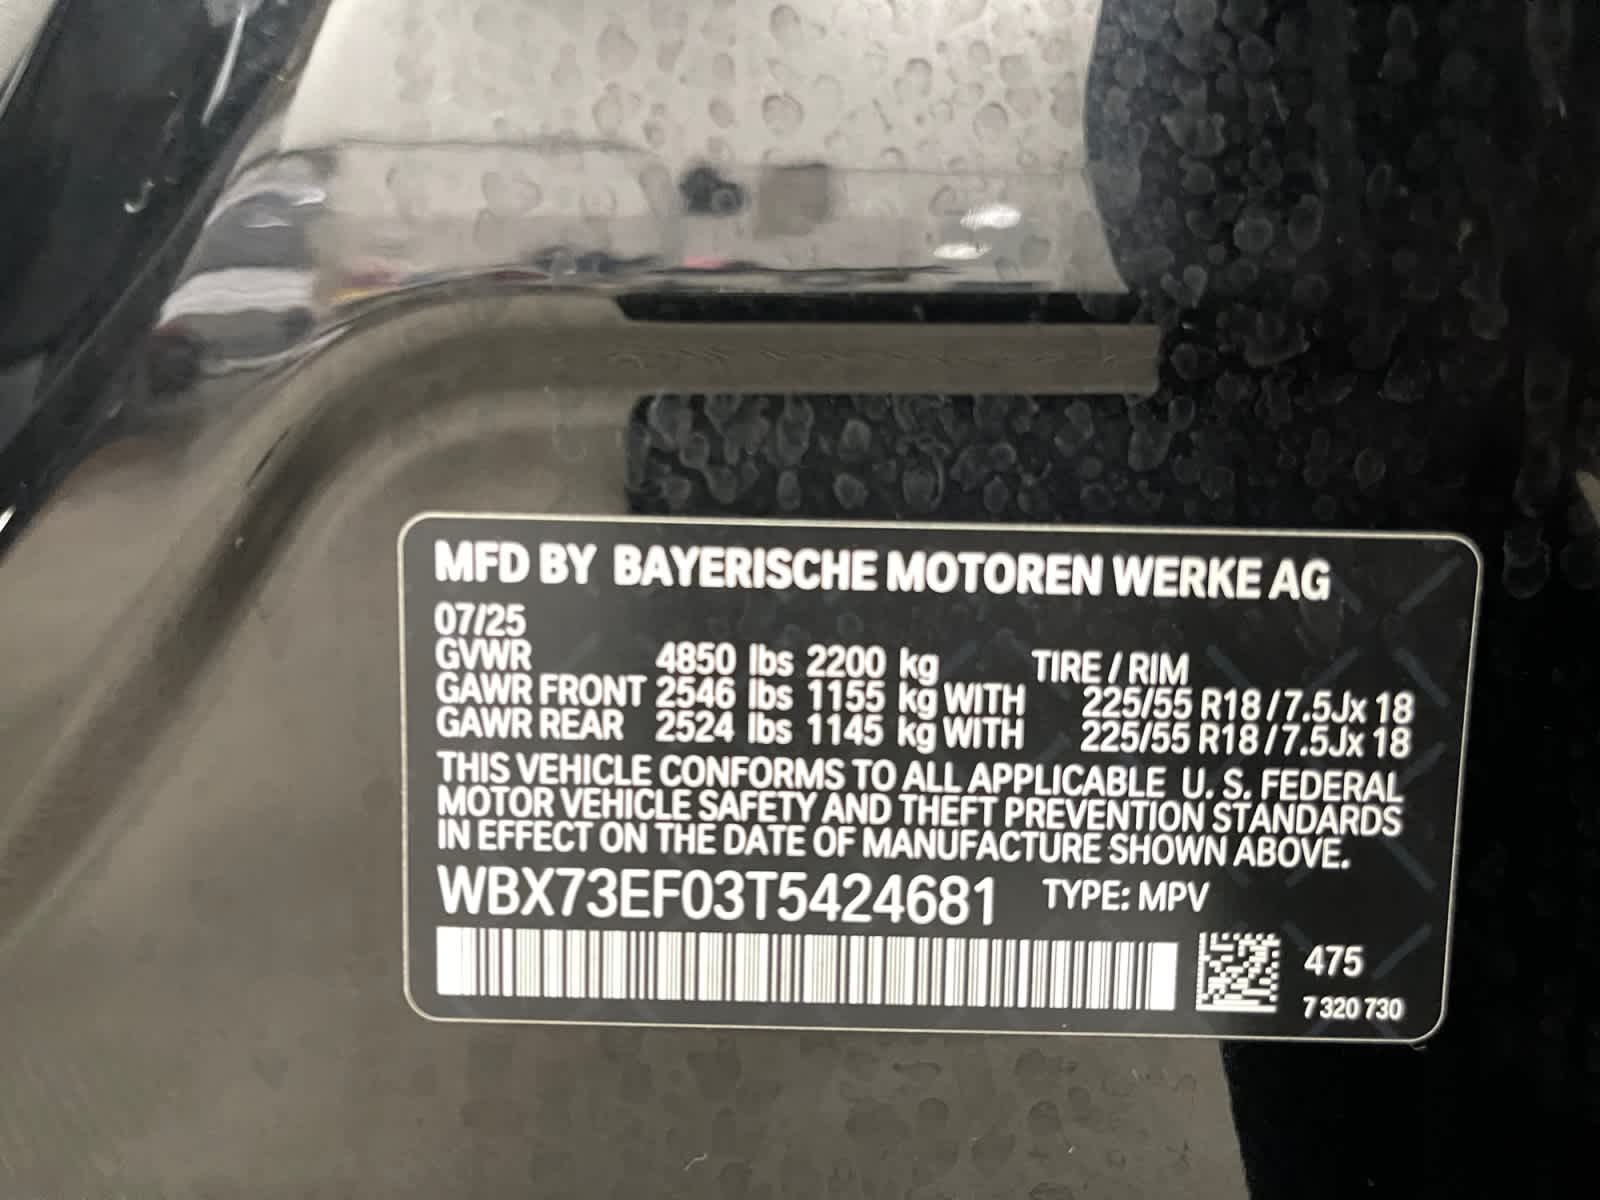 MFD BY BAYERISCHE MOTOREN WERKE AG
07/25
GVWR 4850 lbs 2200 kg TIRE / RIM
GAWR FRONT 2546 lbs 1155 kg WITH 225/55 R18 / 7.5Jx 18
GAWR REAR 2524 lbs 1145 kg WITH 225/55 R18 / 7.5Jx 18
THIS VEHICLE CONFORMS TO ALL APPLICABLE U. S. FEDERAL
MOTOR VEHICLE SAFETY AND THEFT PREVENTION STANDARDS
IN EFFECT ON THE DATE OF MANUFACTURE SHOWN ABOVE.
WBX73EF03T5424681 TYPE: MPV
475
7 320 730